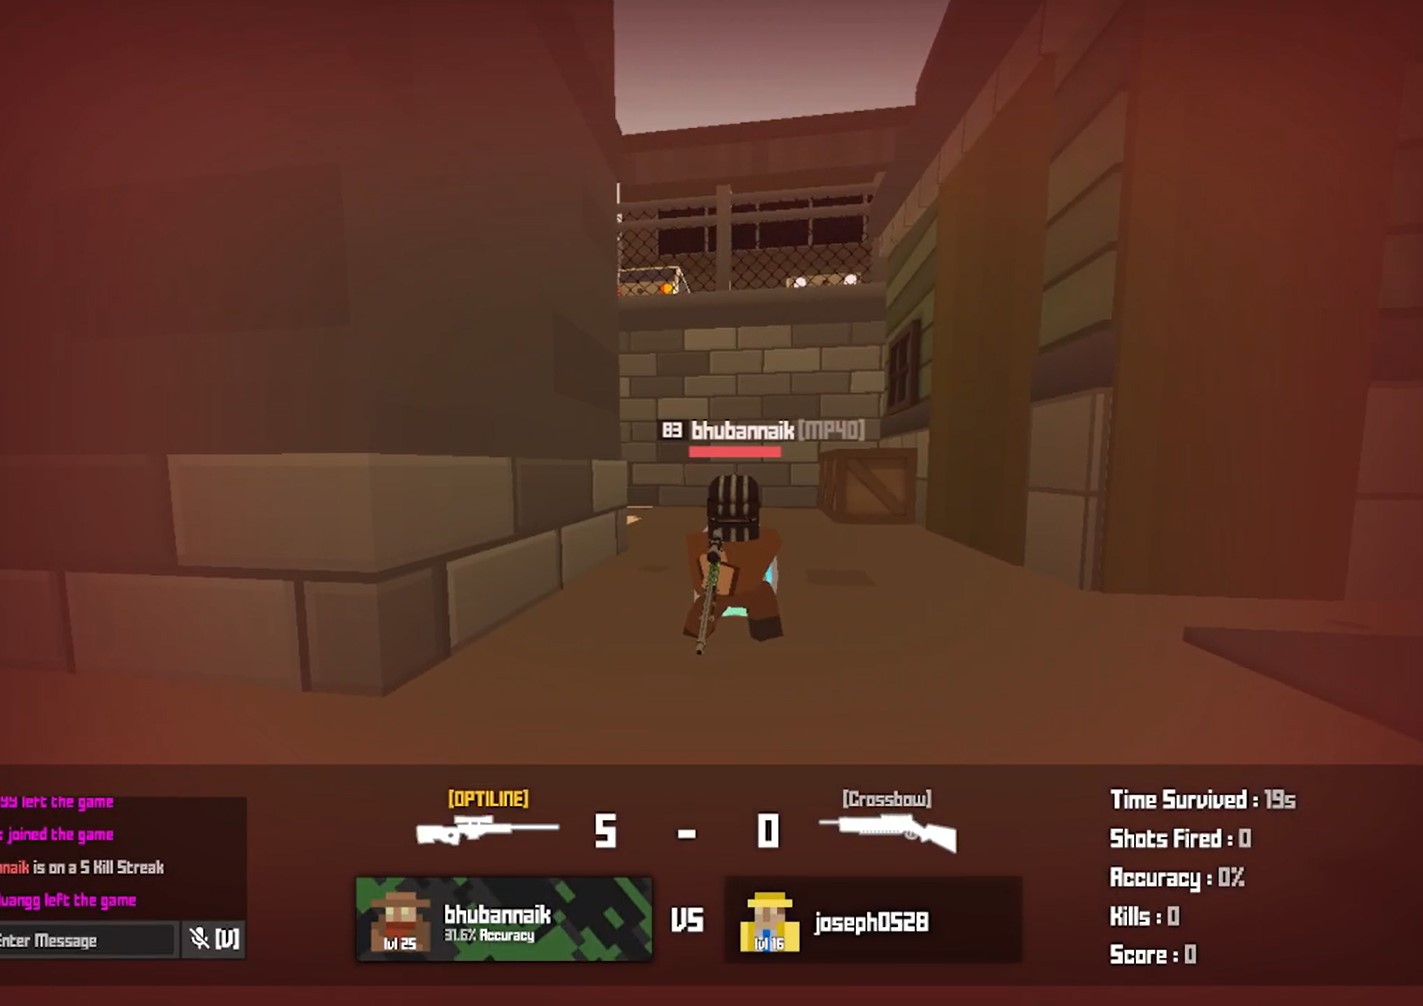 83 bhubannaik [MP40]
left the game
joined the game
naik is on a 5 Kill Streak
uangg left the game
Enter Message
[V]
[OPTILINE]
5 - 0
[Crossbow]
lvl 25
bhubannaik
31.6% Accuracy
VS
lvl 16
joseph0528
Time Survived : 19s
Shots Fired : 0
Accuracy : 0%
Kills : 0
Score : 0